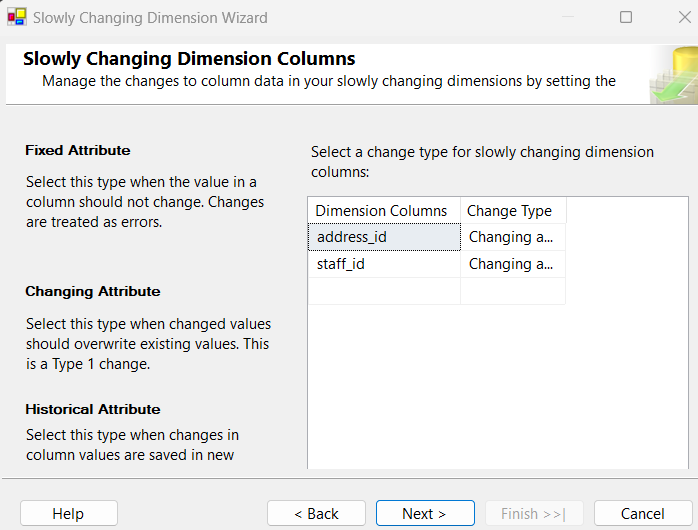 Slowly Changing Dimension Wizard
Slowly Changing Dimension Columns
Manage the changes to column data in your slowly changing dimensions by setting the
Fixed Attribute
Select this type when the value in a
column should not change. Changes
are treated as errors.
Changing Attribute
Select this type when changed values
should overwrite existing values. This
is a Type 1 change.
Historical Attribute
Select this type when changes in
column values are saved in new
Select a change type for slowly changing dimension
columns:
Dimension Columns Change Type
address_id Changing a...
staff_id Changing a...
Help < Back Next > Finish >>| Cancel